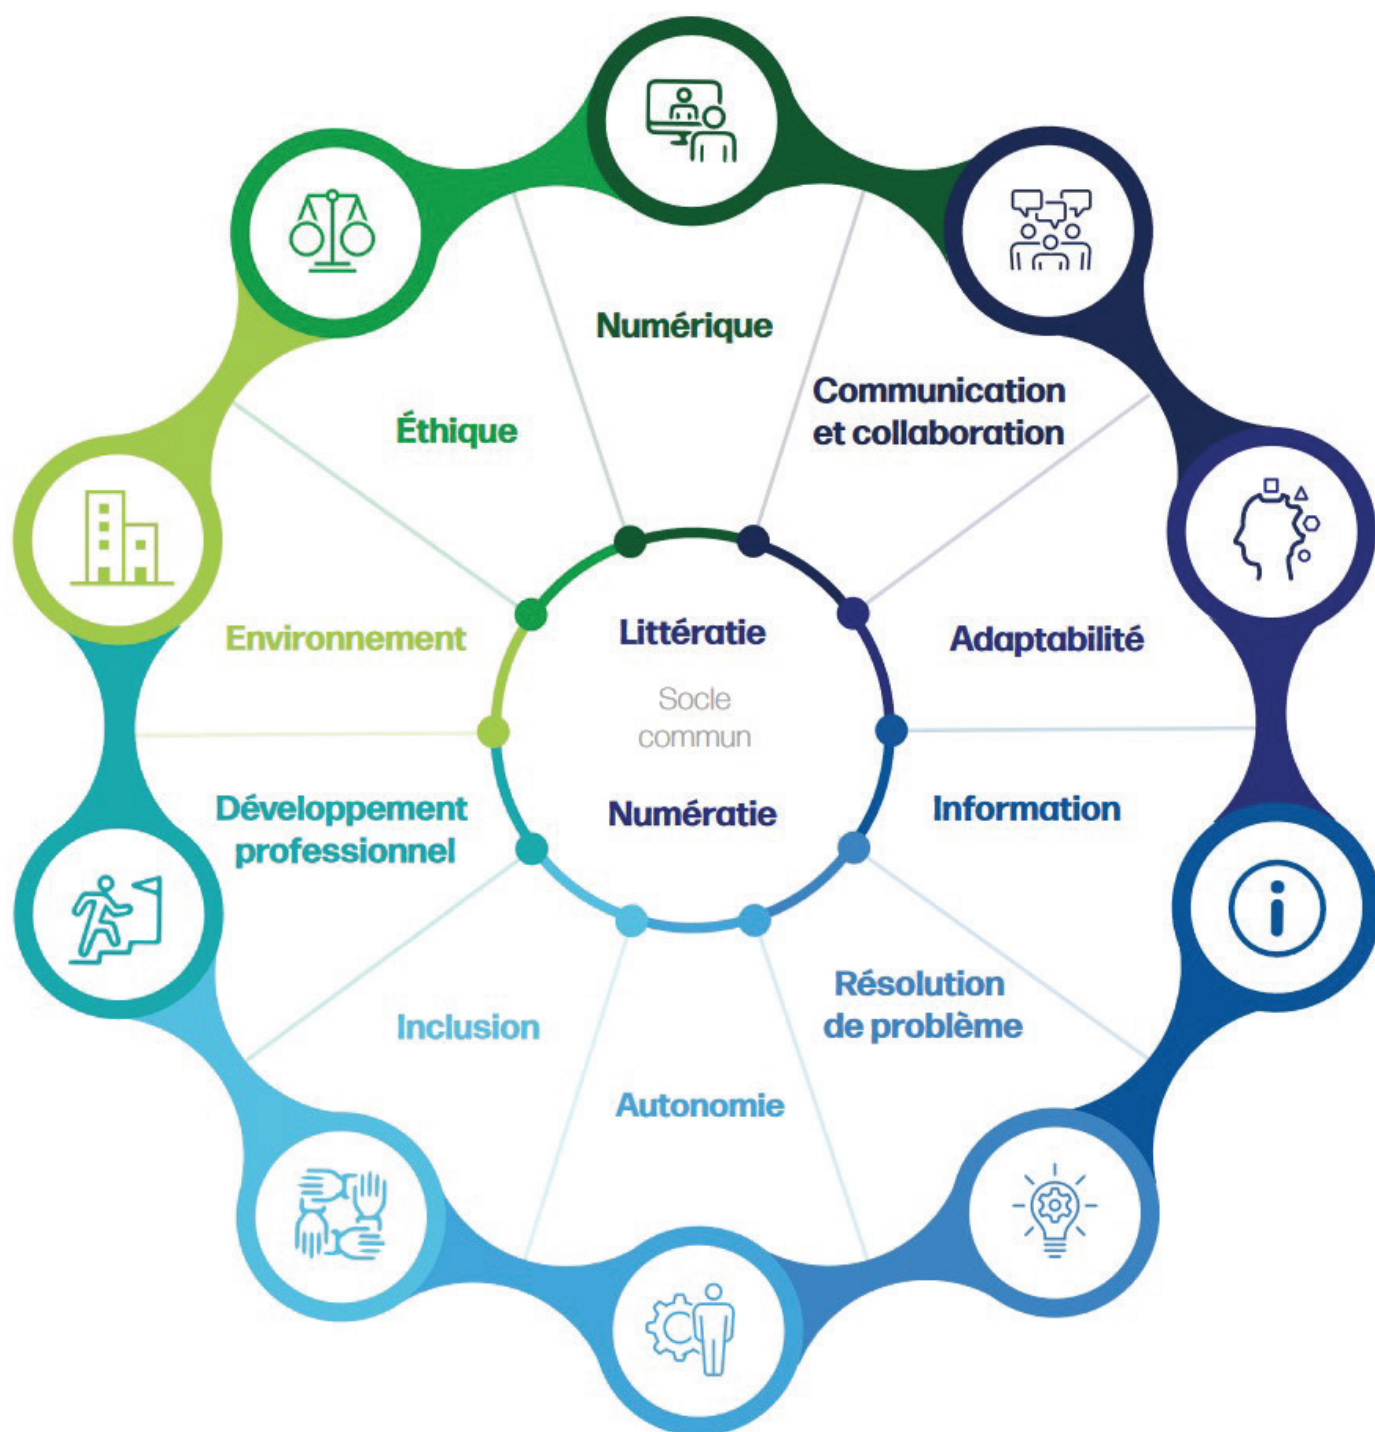 Numérique
Communication
et collaboration
Éthique
Littératie
Environnement
Adaptabilité
Socle
commun
Développement
professionnel
Numératie
Information
Résolution
de problème
Inclusion
Autonomie